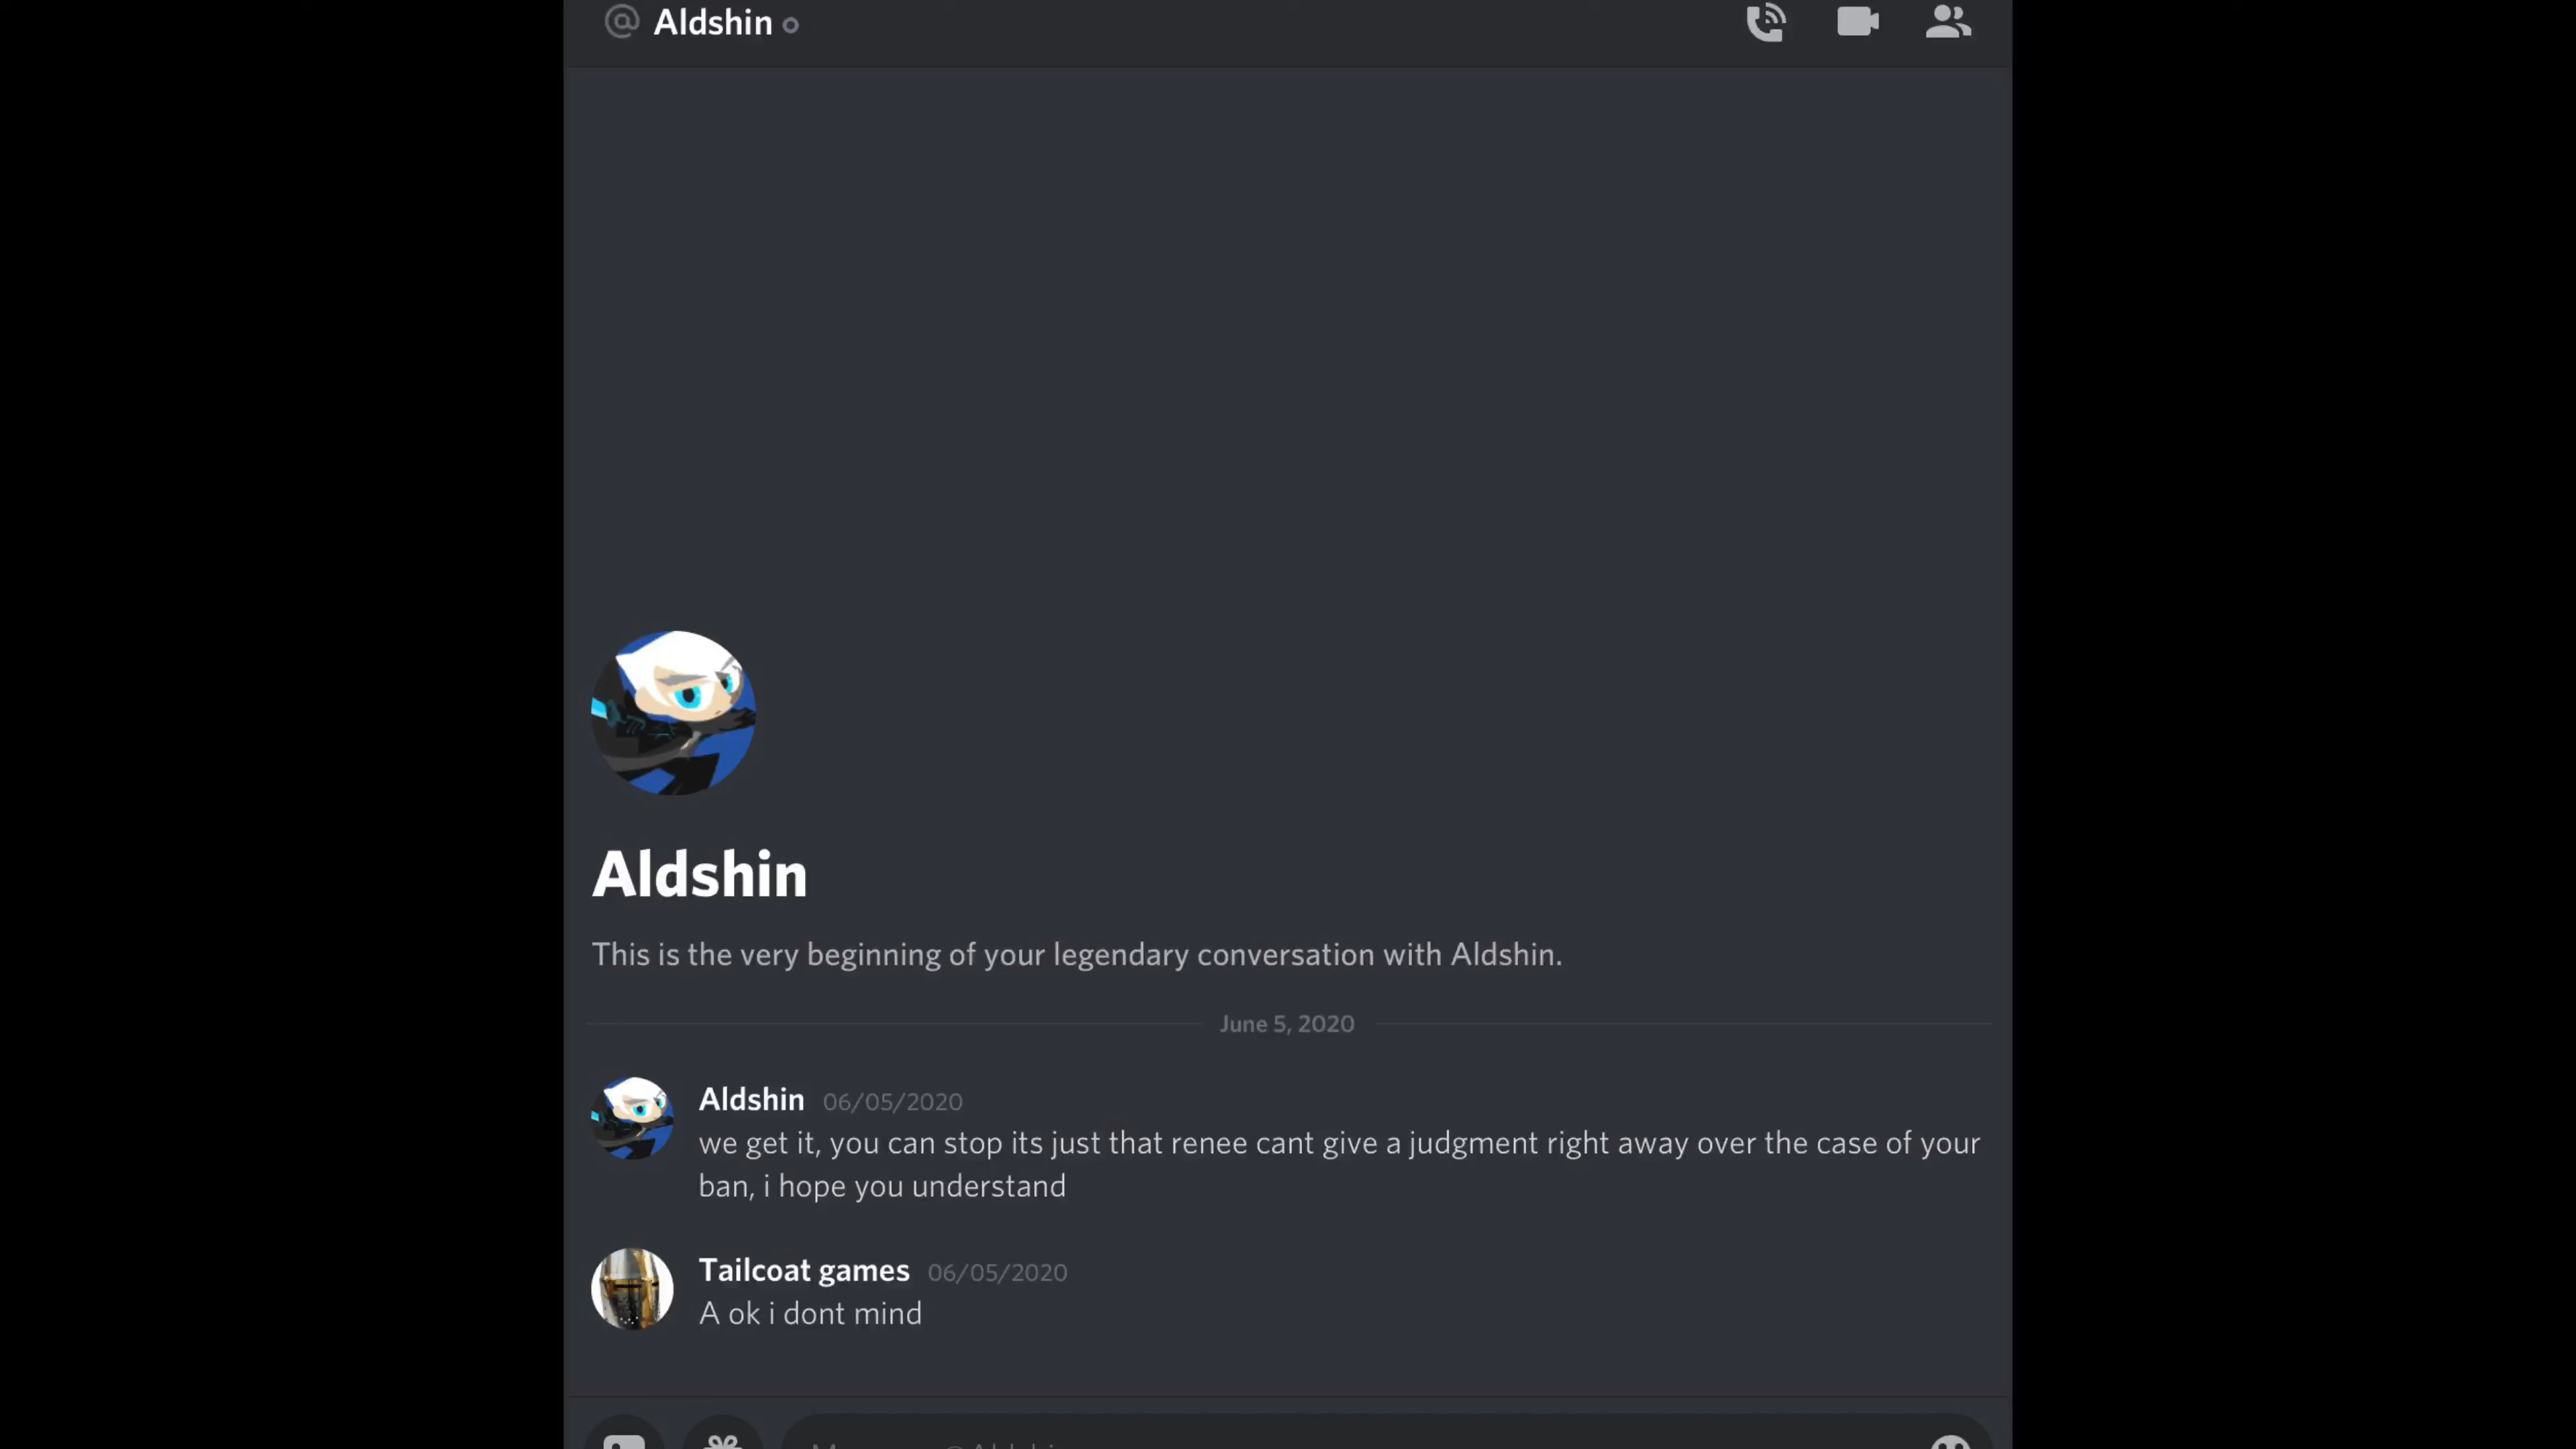 @ Aldshin
Aldshin
This is the very beginning of your legendary conversation with Aldshin.
June 5, 2020
Aldshin 06/05/2020
we get it, you can stop its just that renee cant give a judgment right away over the case of your
ban, i hope you understand
Tailcoat games 06/05/2020
A ok i dont mind